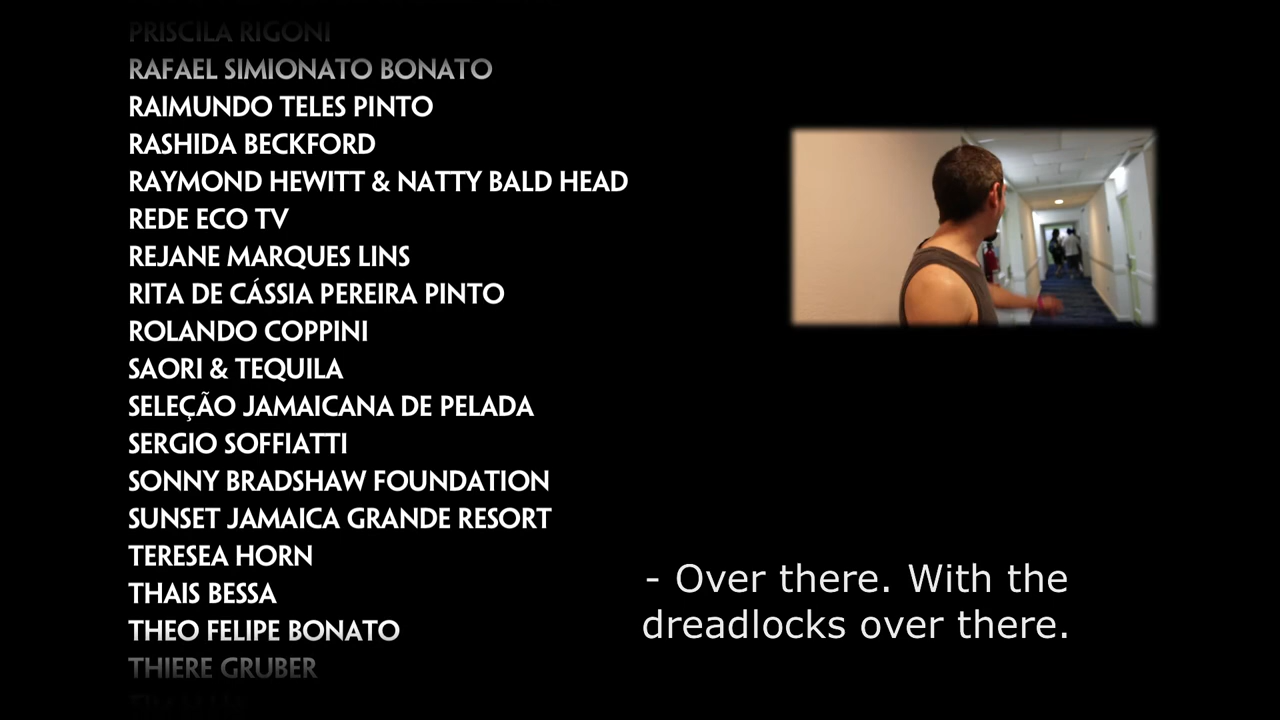 PRISCILA RIGONI
RAFAEL SIMIONATO BONATO
RAIMUNDO TELES PINTO
RASHIDA BECKFORD
RAYMOND HEWITT & NATTY BALD HEAD
REDE ECO TV
REJANE MARQUES LINS
RITA DE CÁSSIA PEREIRA PINTO
ROLANDO COPPINI
SAORI & TEQUILA
SELEÇÃO JAMAICANA DE PELADA
SERGIO SOFFIATTI
SONNY BRADSHAW FOUNDATION
SUNSET JAMAICA GRANDE RESORT
TERESEA HORN
THAIS BESSA
THEO FELIPE BONATO
THIERE GRUBER
- Over there. With the
dreadlocks over there.